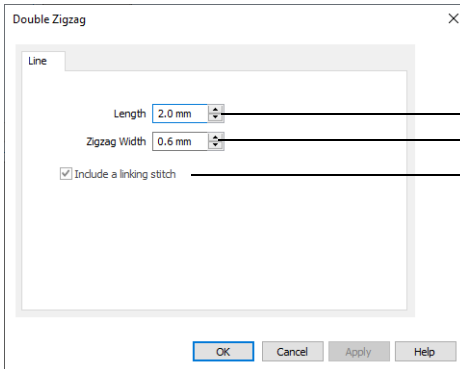 Double Zigzag
Line
Length 2.0 mm
Zigzag Width 0.6 mm
Include a linking stitch
OK Cancel Apply Help